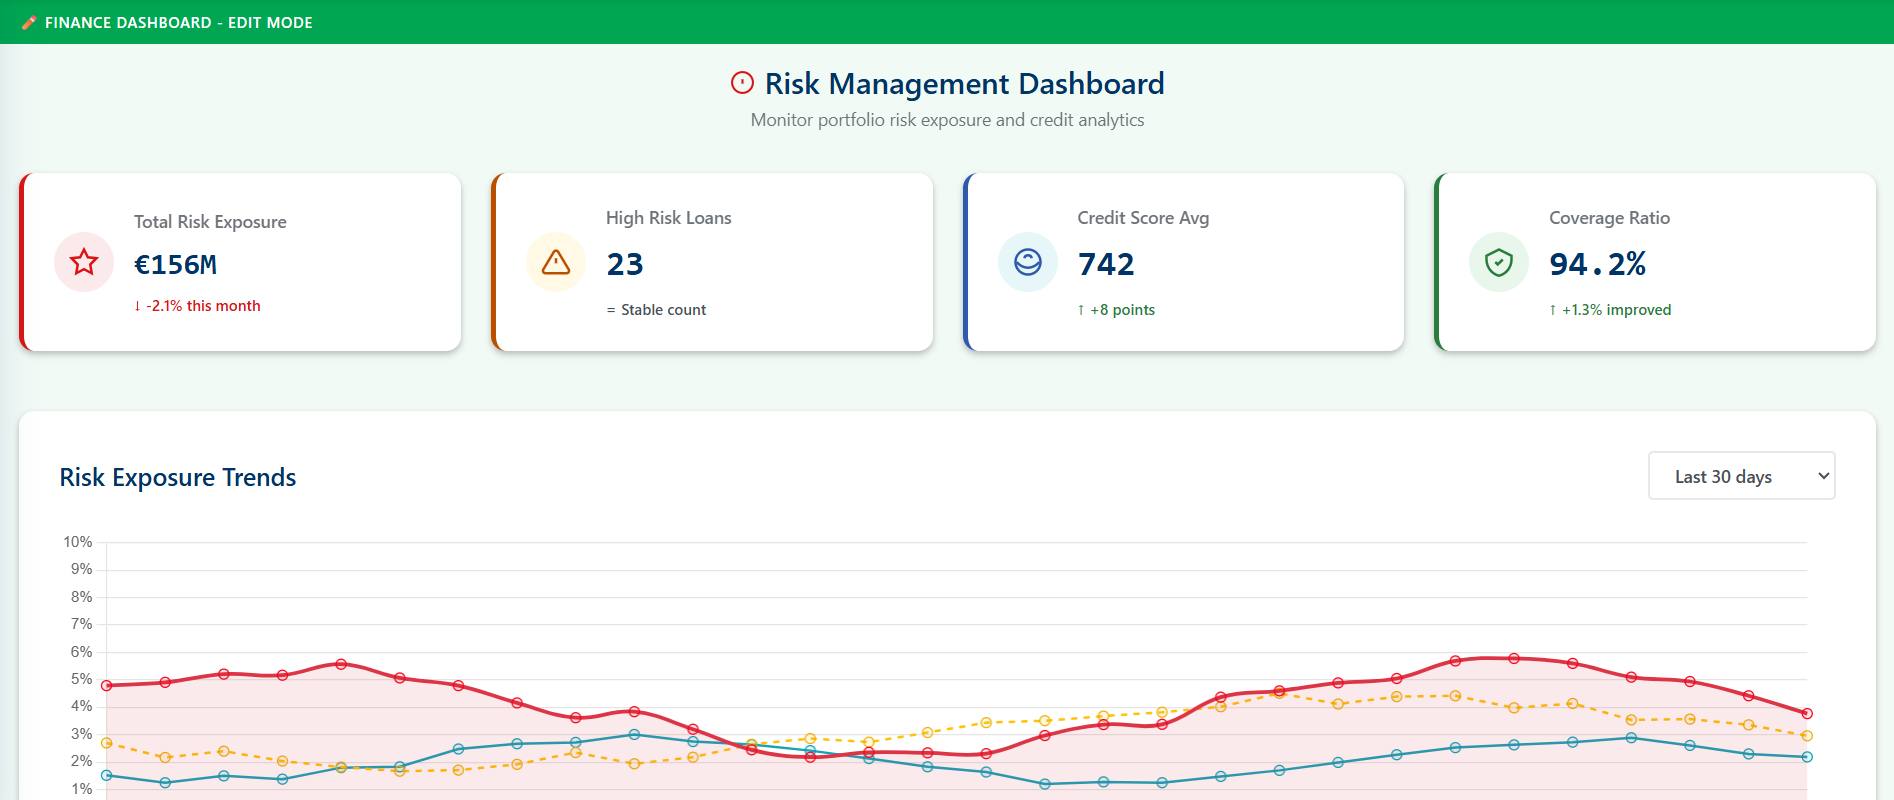 FINANCE DASHBOARD - EDIT MODE
Risk Management Dashboard
Monitor portfolio risk exposure and credit analytics
Total Risk Exposure
€156M
↓ -2.1% this month
High Risk Loans
23
= Stable count
Credit Score Avg
742
↑ +8 points
Coverage Ratio
94.2%
↑ +1.3% improved
Risk Exposure Trends
Last 30 days
10%
9%
8%
7%
6%
5%
4%
3%
2%
1%